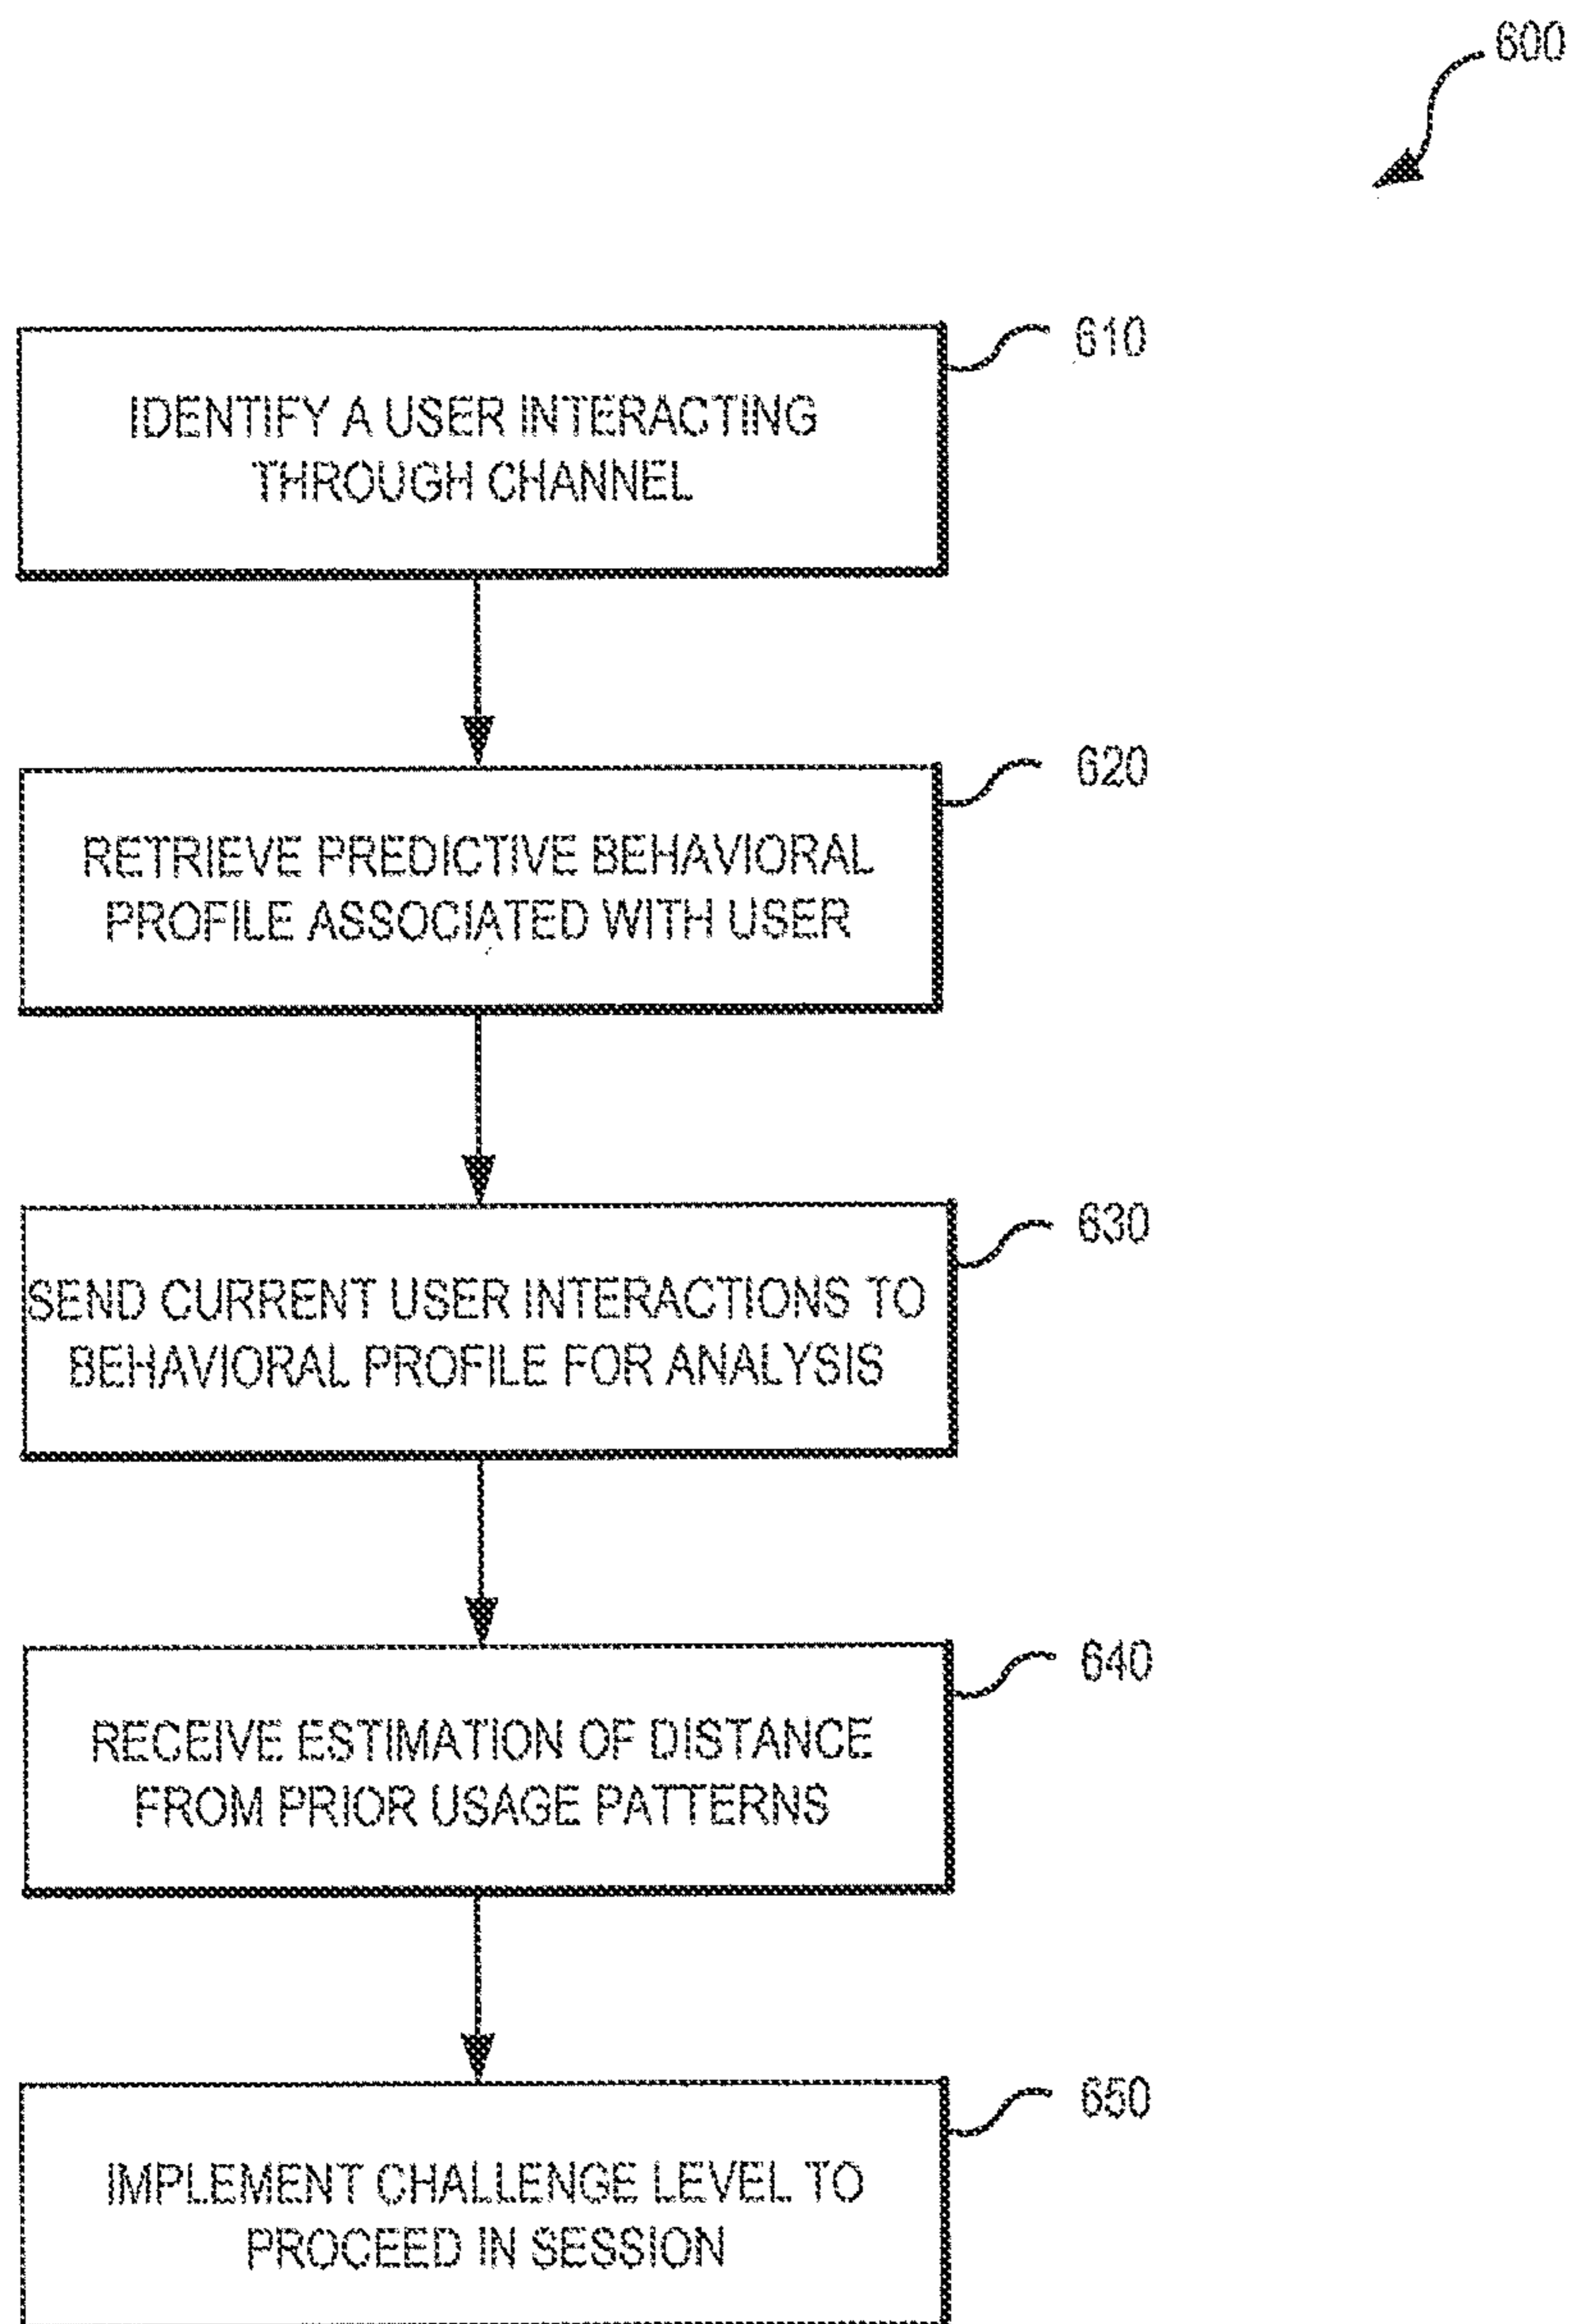 600
610
IDENTIFY A USER INTERACTING
THROUGH CHANNEL
620
RETRIEVE PREDICTIVE BEHAVIORAL
PROFILE ASSOCIATED WITH USER
630
SEND CURRENT USER INTERACTIONS TO
BEHAVIORAL PROFILE FOR ANALYSIS
640
RECEIVE ESTIMATION OF DISTANCE
FROM PRIOR USAGE PATTERNS
650
IMPLEMENT CHALLENGE LEVEL TO
PROCEED IN SESSION